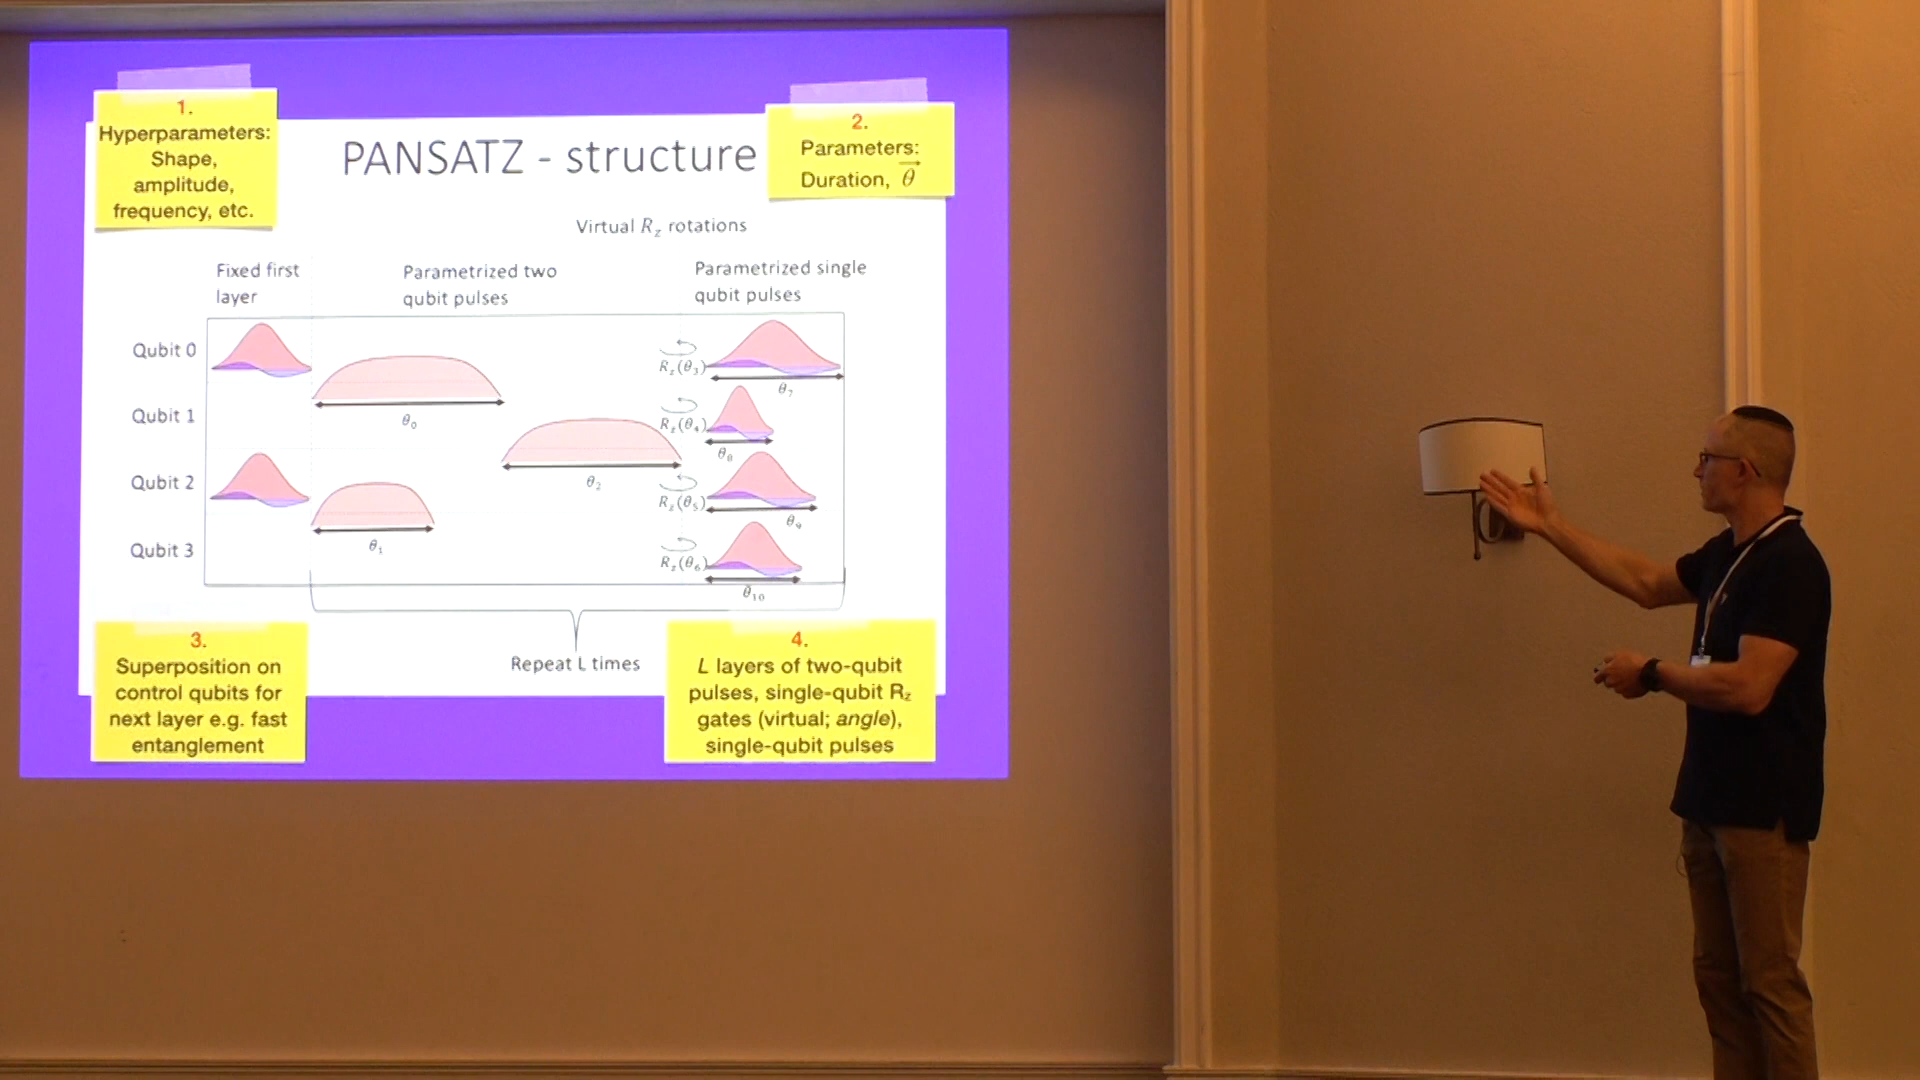 1.
Hyperparameters:
Shape,
amplitude,
frequency, etc.
PANSATZ - structure
2.
Parameters:
Duration, θ⃗
Virtual R_z rotations
Fixed first
layer
Parametrized two
qubit pulses
Parametrized single
qubit pulses
Qubit 0
R_z(θ_3)
θ_7
θ_0
Qubit 1
R_z(θ_4)
θ_8
θ_2
Qubit 2
R_z(θ_5)
θ_9
θ_1
Qubit 3
R_z(θ_6)
θ_10
Repeat L times
3.
Superposition on
control qubits for
next layer e.g. fast
entanglement
4.
L layers of two-qubit
pulses, single-qubit R_z
gates (virtual; angle),
single-qubit pulses